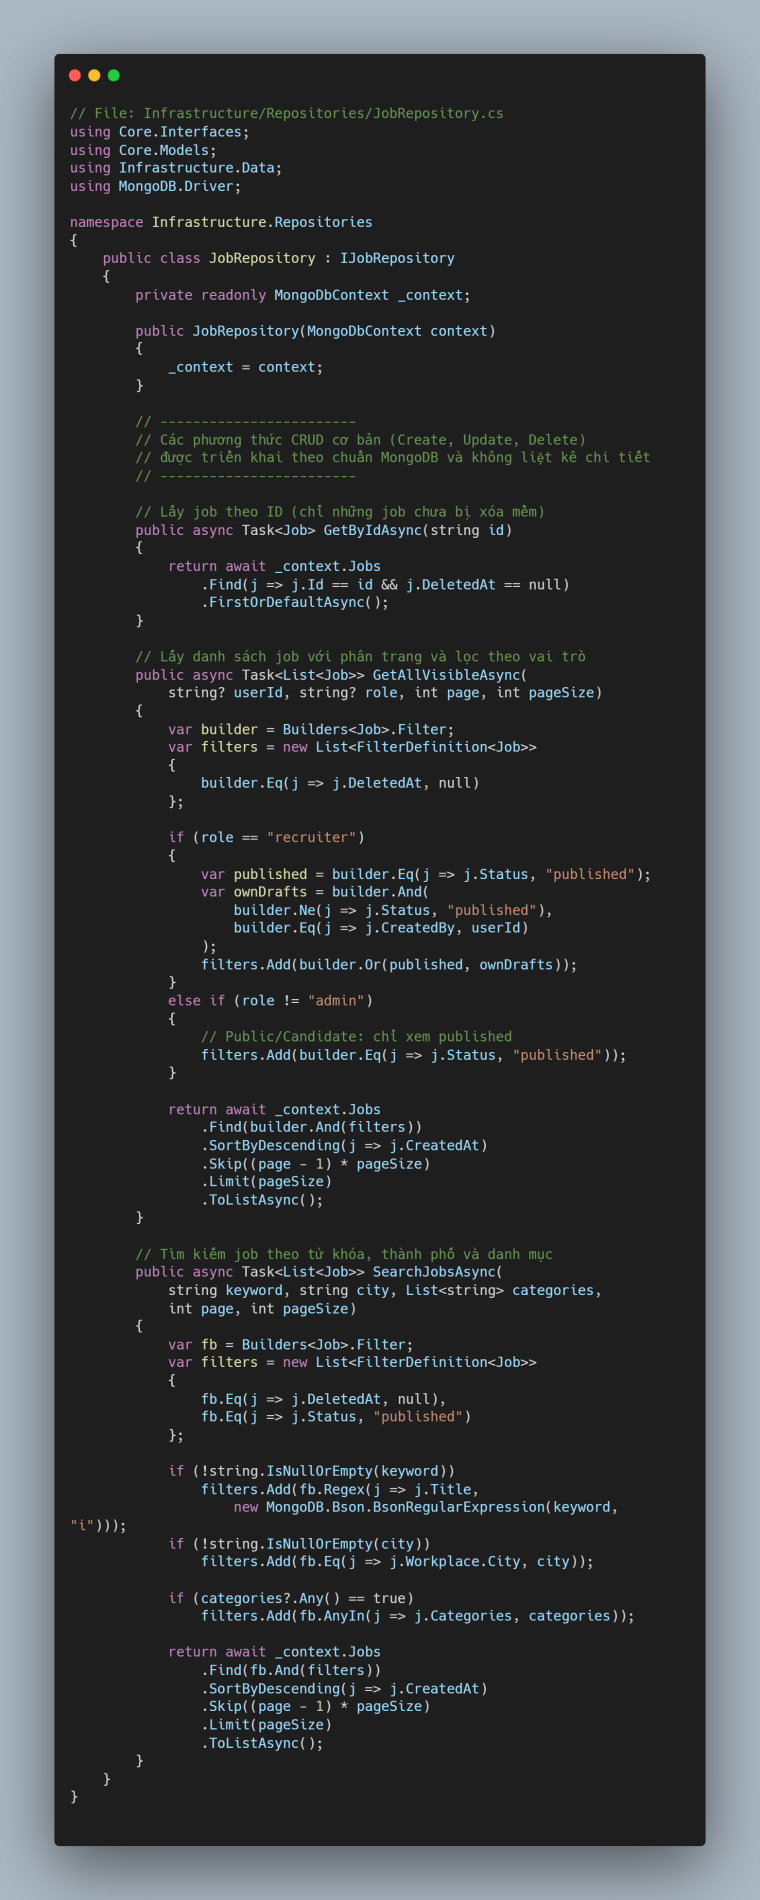 // File: Infrastructure/Repositories/JobRepository.cs
using Core.Interfaces;
using Core.Models;
using Infrastructure.Data;
using MongoDB.Driver;

namespace Infrastructure.Repositories
{
    public class JobRepository : IJobRepository
    {
        private readonly MongoDbContext _context;

        public JobRepository(MongoDbContext context)
        {
            _context = context;
        }

        // ------------------------
        // Các phương thức CRUD cơ bản (Create, Update, Delete)
        // được triển khai theo chuẩn MongoDB và không liệt kê chi tiết
        // ------------------------

        // Lấy job theo ID (chỉ những job chưa bị xóa mềm)
        public async Task<Job> GetByIdAsync(string id)
        {
            return await _context.Jobs
                .Find(j => j.Id == id && j.DeletedAt == null)
                .FirstOrDefaultAsync();
        }

        // Lấy danh sách job với phân trang và lọc theo vai trò
        public async Task<List<Job>> GetAllVisibleAsync(
            string? userId, string? role, int page, int pageSize)
        {
            var builder = Builders<Job>.Filter;
            var filters = new List<FilterDefinition<Job>>
            {
                builder.Eq(j => j.DeletedAt, null)
            };

            if (role == "recruiter")
            {
                var published = builder.Eq(j => j.Status, "published");
                var ownDrafts = builder.And(
                    builder.Ne(j => j.Status, "published"),
                    builder.Eq(j => j.CreatedBy, userId)
                );
                filters.Add(builder.Or(published, ownDrafts));
            }
            else if (role != "admin")
            {
                // Public/Candidate: chỉ xem published
                filters.Add(builder.Eq(j => j.Status, "published"));
            }

            return await _context.Jobs
                .Find(builder.And(filters))
                .SortByDescending(j => j.CreatedAt)
                .Skip((page - 1) * pageSize)
                .Limit(pageSize)
                .ToListAsync();
        }

        // Tìm kiếm job theo từ khóa, thành phố và danh mục
        public async Task<List<Job>> SearchJobsAsync(
            string keyword, string city, List<string> categories,
            int page, int pageSize)
        {
            var fb = Builders<Job>.Filter;
            var filters = new List<FilterDefinition<Job>>
            {
                fb.Eq(j => j.DeletedAt, null),
                fb.Eq(j => j.Status, "published")
            };

            if (!string.IsNullOrEmpty(keyword))
                filters.Add(fb.Regex(j => j.Title,
                    new MongoDB.Bson.BsonRegularExpression(keyword,
"i")));
            if (!string.IsNullOrEmpty(city))
                filters.Add(fb.Eq(j => j.Workplace.City, city));

            if (categories?.Any() == true)
                filters.Add(fb.AnyIn(j => j.Categories, categories));

            return await _context.Jobs
                .Find(fb.And(filters))
                .SortByDescending(j => j.CreatedAt)
                .Skip((page - 1) * pageSize)
                .Limit(pageSize)
                .ToListAsync();
        }
    }
}